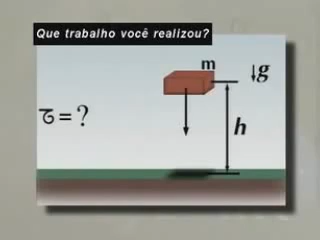 Que trabalho você realizou?
m
g
h
τ = ?